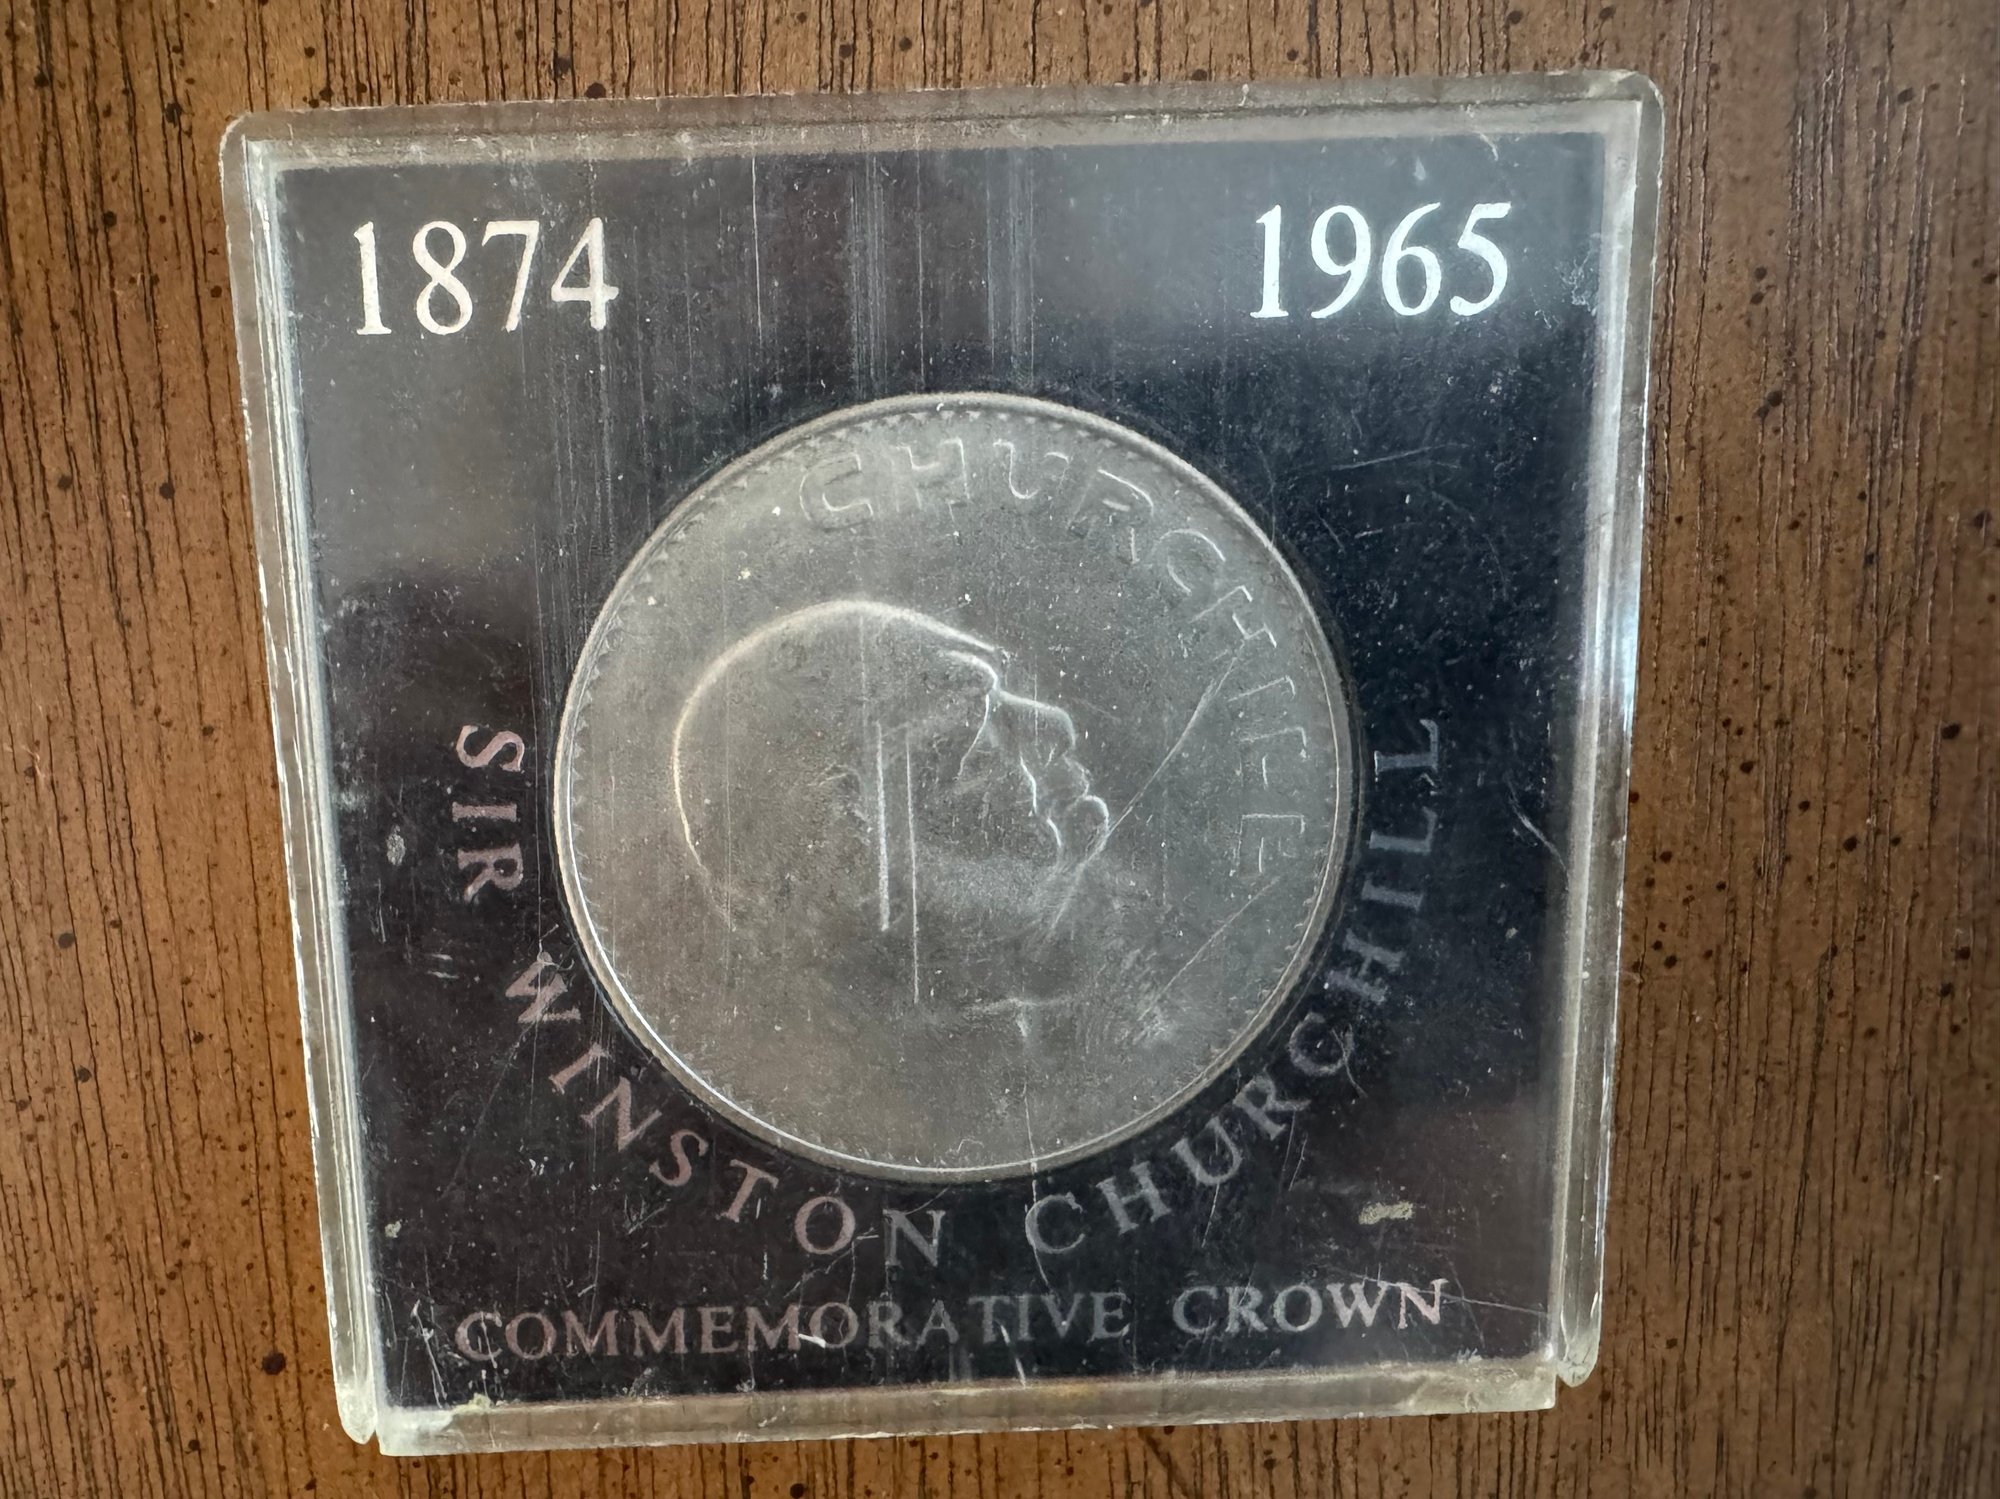 1874
1965
CHURCHILL
SIR WINSTON CHURCHILL
COMMEMORATIVE CROWN